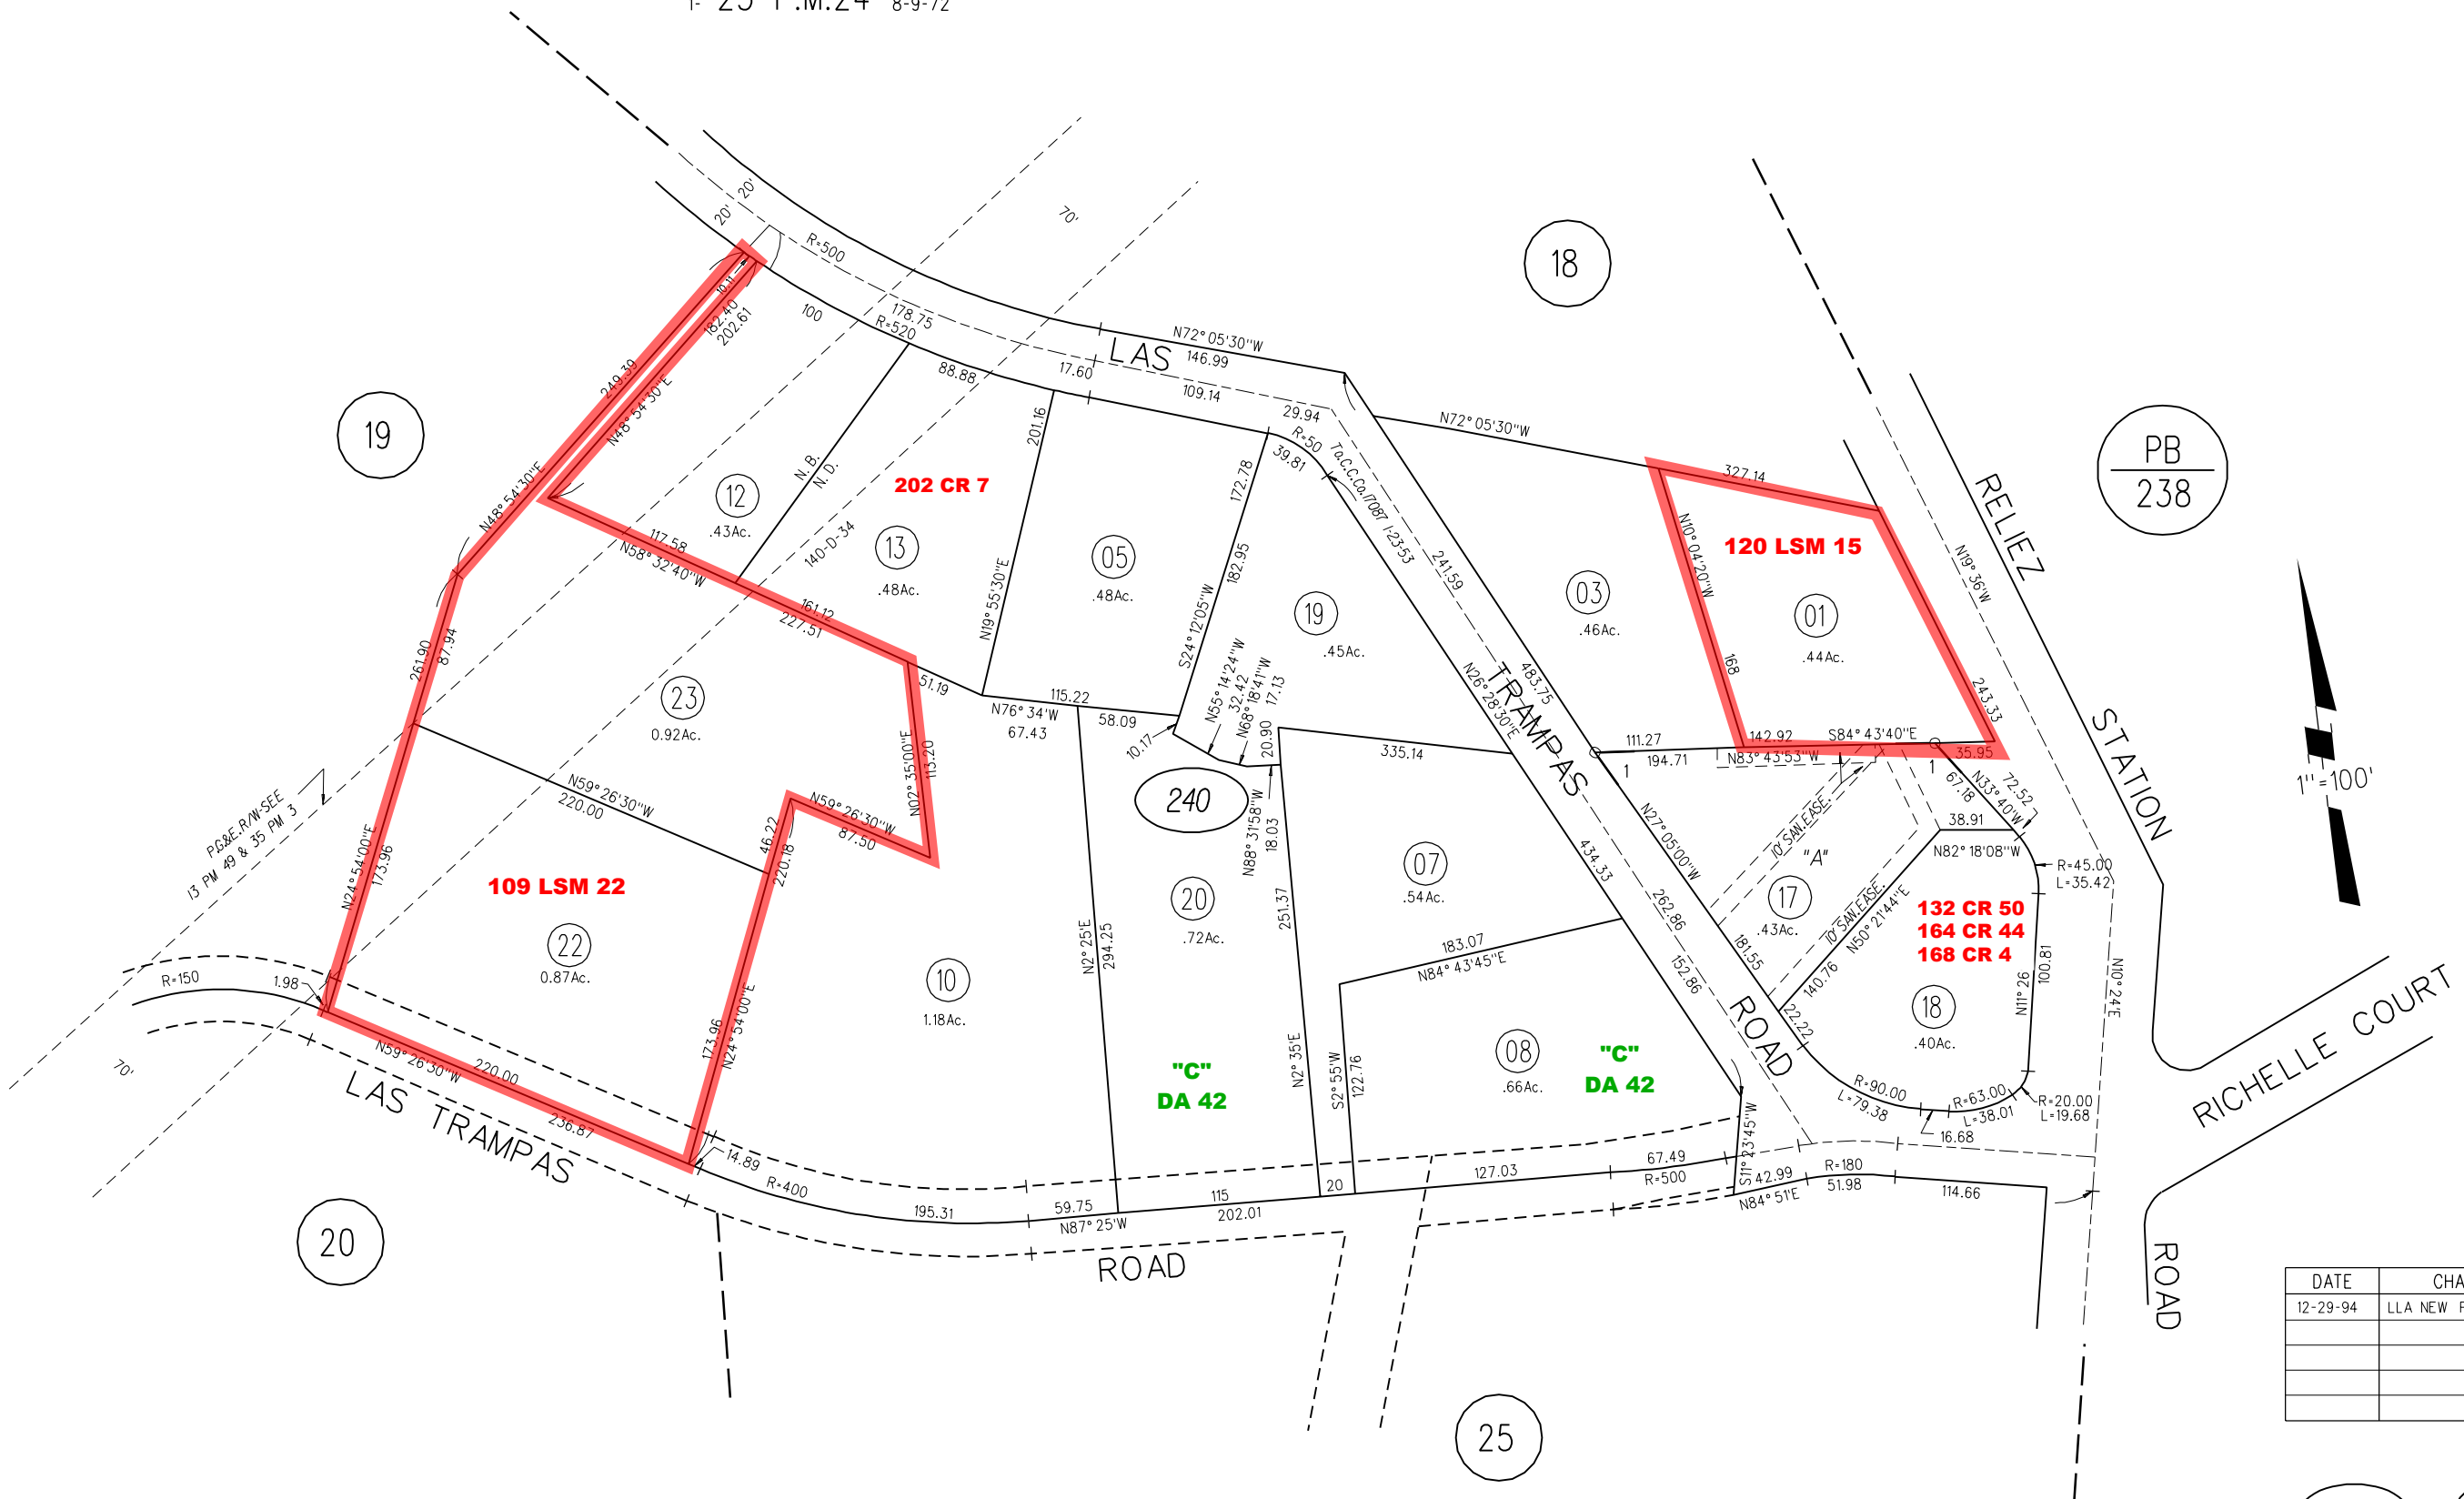 1- 25 P.M.24 8-9-72
20'
20'
70'
R=500
18
10.11
182.40
202.61
100
178.75
R=520
88.88
17.60
LAS
N72°05'30"W
146.99
109.14
29.94
R=50
39.81
N72°05'30"W
327.14
249.39
N48°54'30"E
N48°54'30"E
19
12
.43Ac.
N. B.
N. D.
202 CR 7
13
.48Ac.
140-D-34
201.16
N19°55'30"E
05
.48Ac.
172.78
182.95
S24°12'05"W
19
.45Ac.
To.C.C.Co.17087 1-23-53
241.59
483.75
03
.46Ac.
N10°04'20"W
168
120 LSM 15
01
.44Ac.
243.33
N19°36'W
RELIEZ
STATION
PB
238
1"=100'
117.58
N58°32'40"W
161.12
227.51
51.19
115.22
N76°34'W
67.43
58.09
10.17
N55°14'24"W
32.42
N68°18'41"W
17.13
20.90
N88°31'58"W
18.03
240
335.14
N26°28'30"E
TRAMPAS
434.33
111.27
194.71
1
142.92
N83°43'53"W
S84°43'40"E
35.95
1
67.18
N33°40'W
72.52
38.91
N82°18'08"W
R=45.00
L=35.42
261.90
87.94
23
0.92Ac.
N02°35'00"E
113.20
N59°26'30"W
220.00
N59°26'30"W
87.50
46.22
220.18
P.G.&E.R/W-SEE
13 PM 49 & 35 PM 3
N24°54'00"E
173.96
109 LSM 22
22
0.87Ac.
173.96
N24°54'00"E
10
1.18Ac.
N2°25'E
294.25
20
.72Ac.
251.37
N2°35'E
"C"
DA 42
07
.54Ac.
183.07
N84°43'45"E
S2°55'W
122.76
08
.66Ac.
"C"
DA 42
N27°05'00"W
262.86
152.86
181.55
10' SAN.EASE.
"A"
17
.43Ac.
10' SAN.EASE.
N50°21'44"E
140.76
22.22
ROAD
132 CR 50
164 CR 44
168 CR 4
18
.40Ac.
N11°26
100.81
N10°24'E
R=90.00
L=79.38
R=63.00
L=38.01
R=20.00
L=19.68
16.68
RICHELLE COURT
ROAD
R=150
1.98
70'
N59°26'30"W
220.00
236.87
LAS TRAMPAS
14.89
R=400
195.31
59.75
N87°25'W
115
202.01
20
127.03
67.49
R=500
S11°23'45"W
42.99
N84°51'E
R=180
51.98
114.66
ROAD
20
25
DATE CHA
12-29-94 LLA NEW P